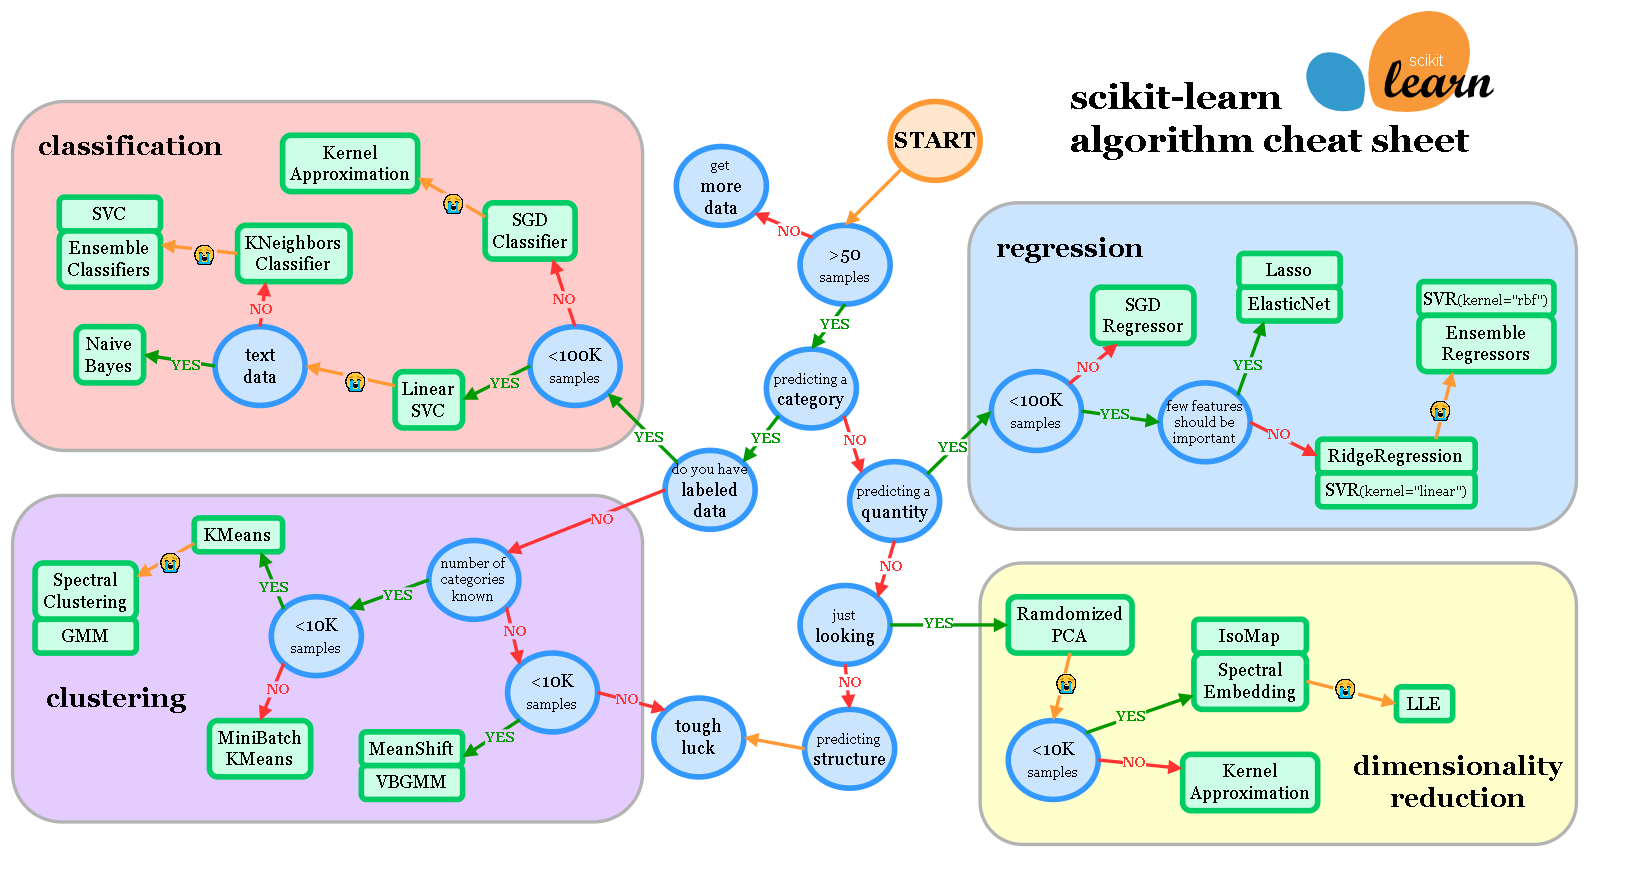 scikit
learn
scikit-learn
algorithm cheat sheet
START
get
more
data
NO
>50
samples
YES
predicting a
category
YES
NO
do you have
labeled
data
YES
NO
predicting a
quantity
YES
NO
just
looking
YES
NO
predicting
structure
tough
luck
classification
Kernel
Approximation
SGD
Classifier
NO
<100K
samples
YES
Linear
SVC
text
data
NO
YES
KNeighbors
Classifier
SVC
Ensemble
Classifiers
Naive
Bayes
regression
<100K
samples
NO
SGD
Regressor
YES
few features
should be
important
YES
Lasso
ElasticNet
NO
RidgeRegression
SVR(kernel="linear")
SVR(kernel="rbf")
Ensemble
Regressors
clustering
number of
categories
known
YES
NO
<10K
samples
YES
NO
KMeans
Spectral
Clustering
GMM
MiniBatch
KMeans
<10K
samples
YES
NO
MeanShift
VBGMM
dimensionality
reduction
Ramdomized
PCA
<10K
samples
YES
NO
IsoMap
Spectral
Embedding
LLE
Kernel
Approximation